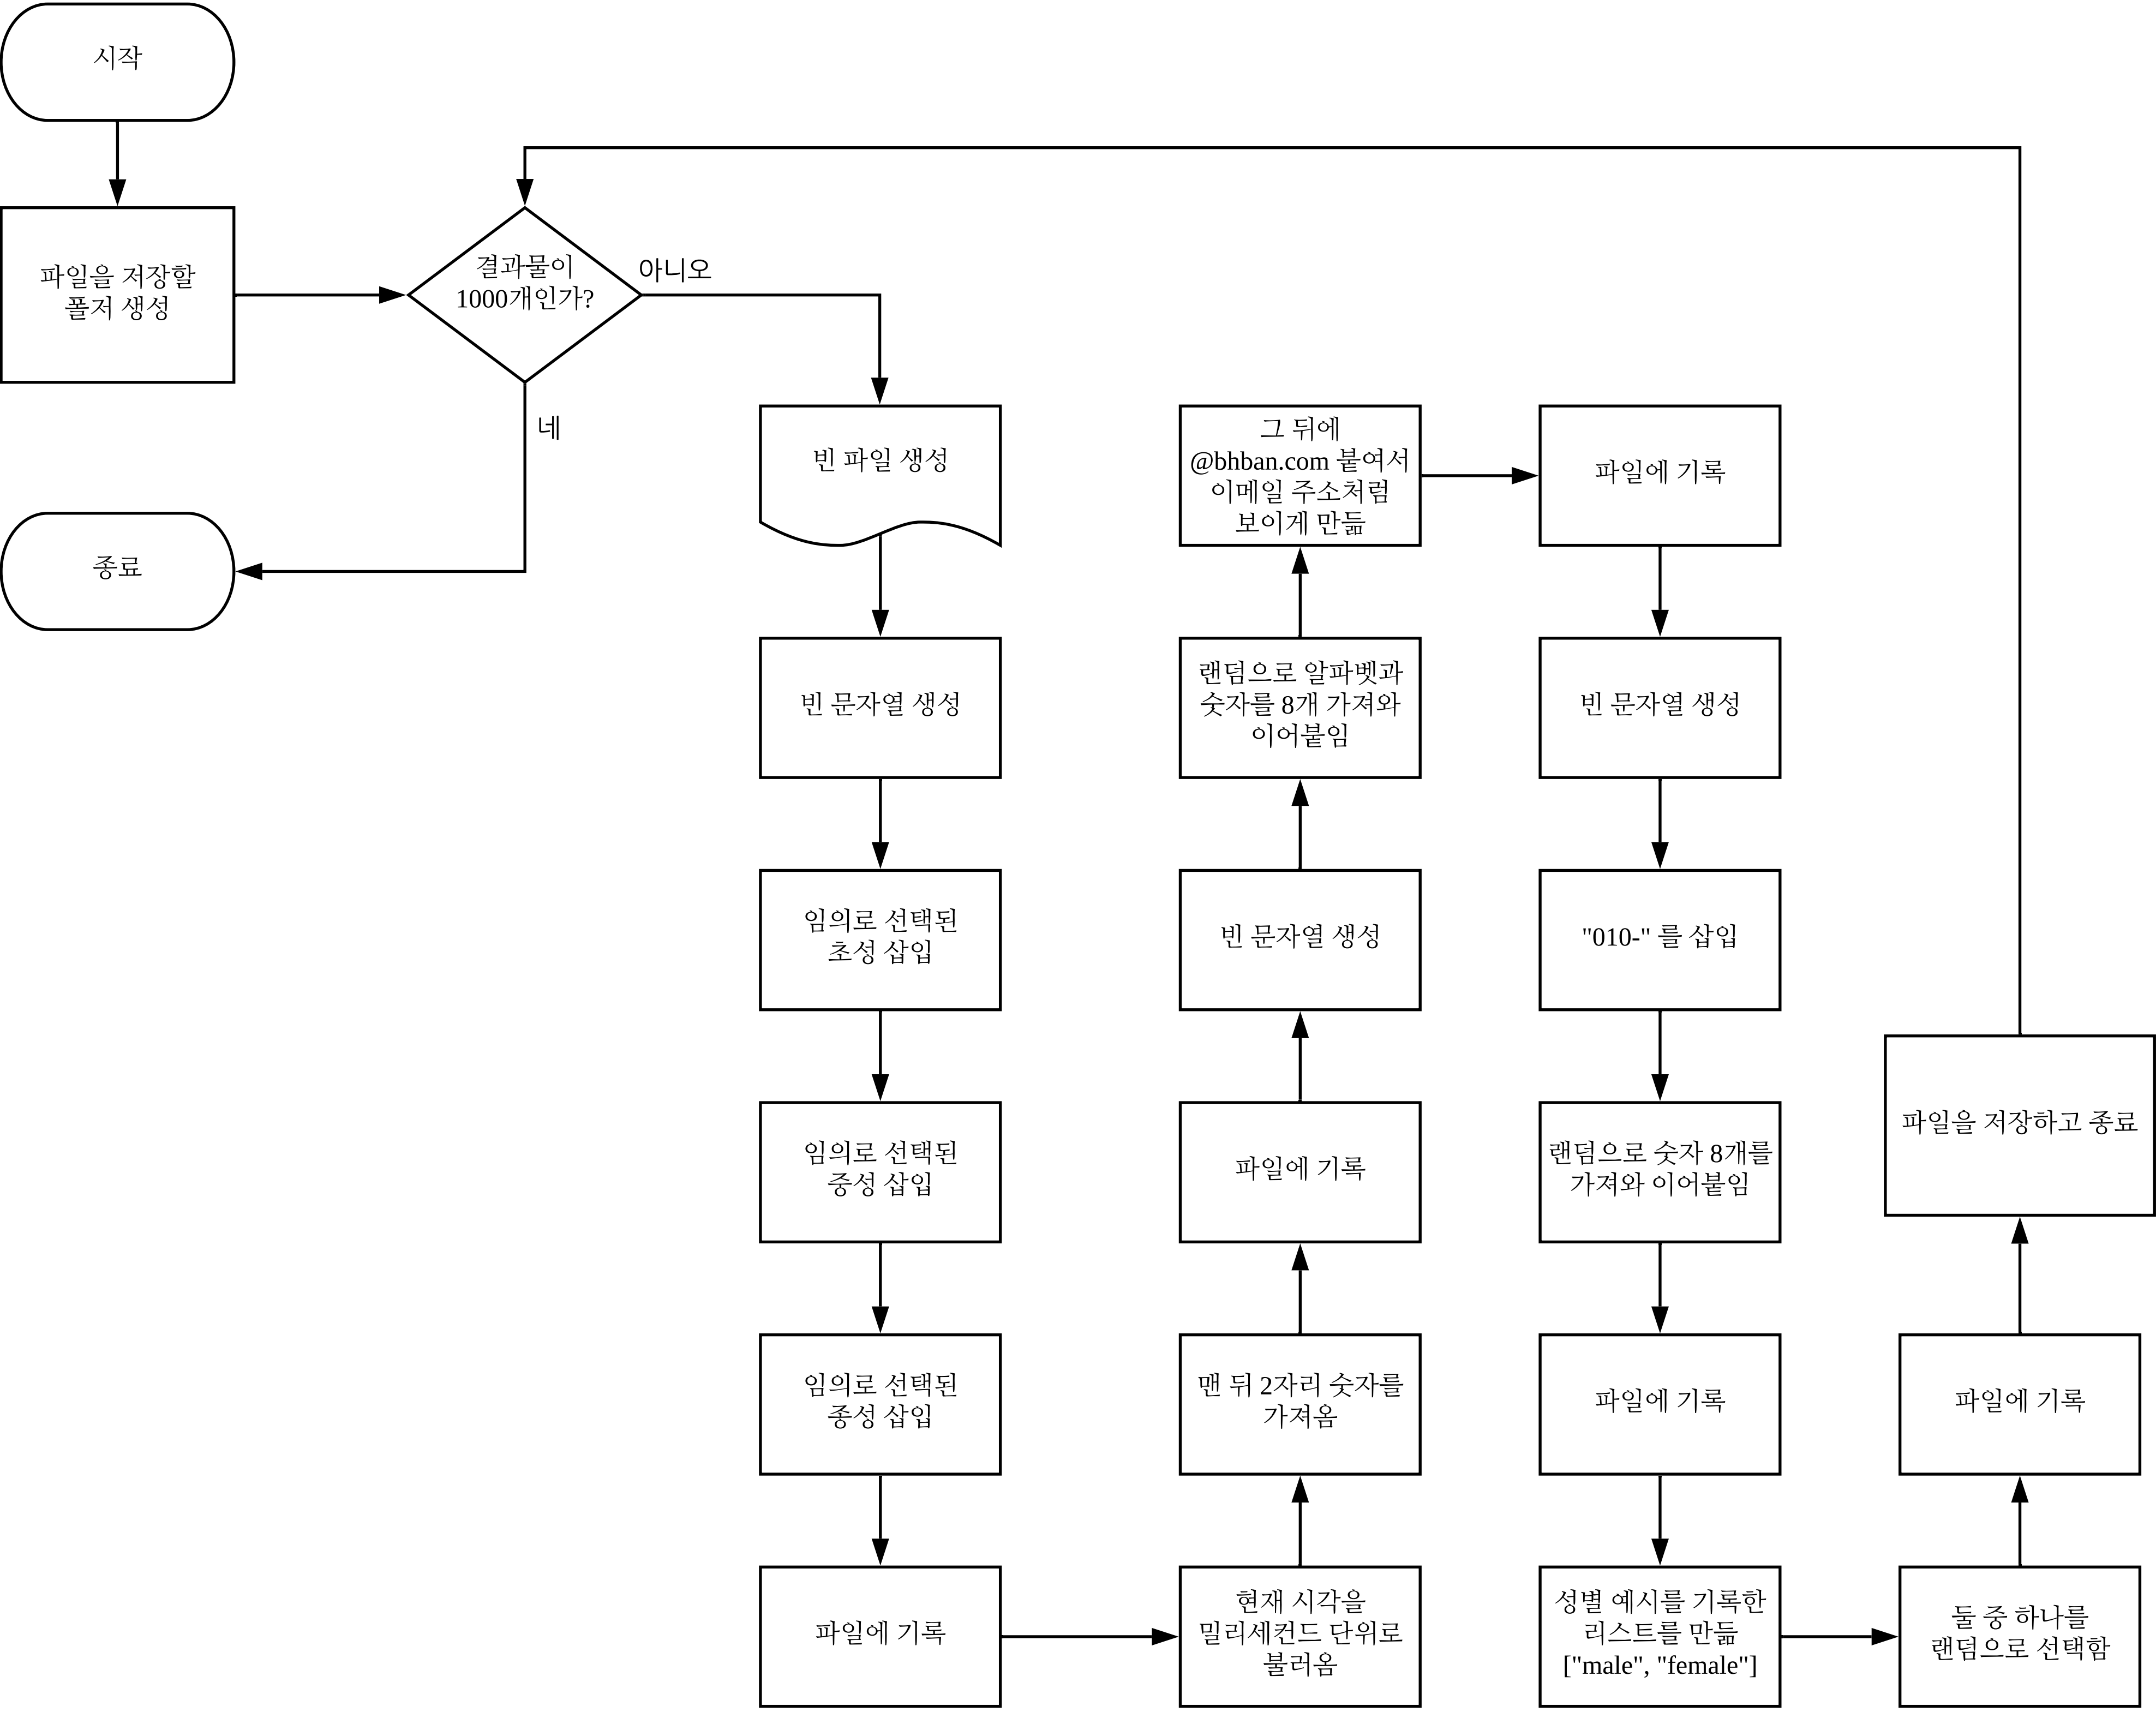 시작
파일을 저장할
폴저 생성
결과물이
1000개인가?
아니오
네
종료
빈 파일 생성
빈 문자열 생성
임의로 선택된
초성 삽입
임의로 선택된
중성 삽입
임의로 선택된
종성 삽입
파일에 기록
현재 시각을
밀리세컨드 단위로
불러옴
맨 뒤 2자리 숫자를
가져옴
파일에 기록
빈 문자열 생성
랜덤으로 알파벳과
숫자를 8개 가져와
이어붙임
그 뒤에
@bhban.com 붙여서
이메일 주소처럼
보이게 만듦
파일에 기록
빈 문자열 생성
"010-" 를 삽입
랜덤으로 숫자 8개를
가져와 이어붙임
파일에 기록
성별 예시를 기록한
리스트를 만듦
["male", "female"]
둘 중 하나를
랜덤으로 선택함
파일에 기록
파일을 저장하고 종료